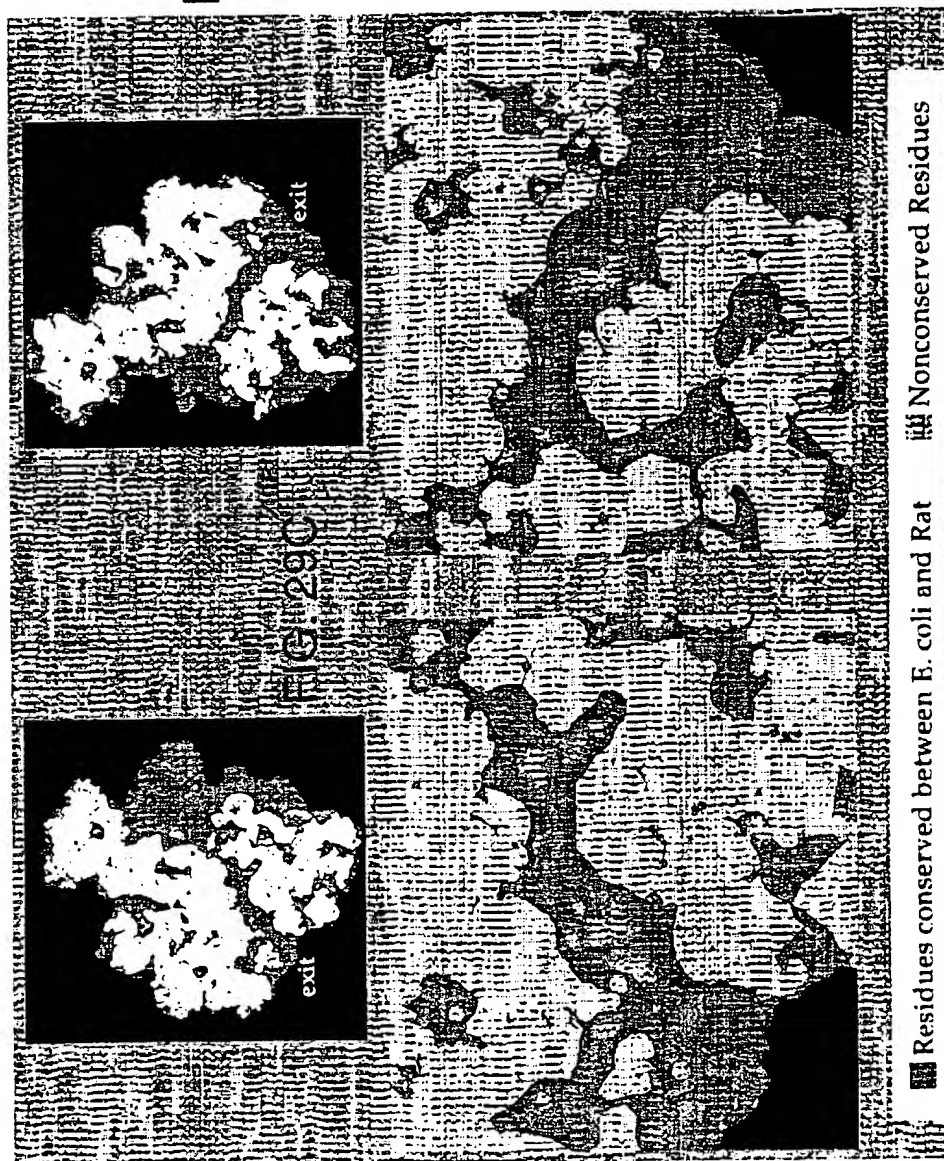 FIG. 29C
exit
exit
Residues conserved between E. coli and Rat
Nonconserved Residues